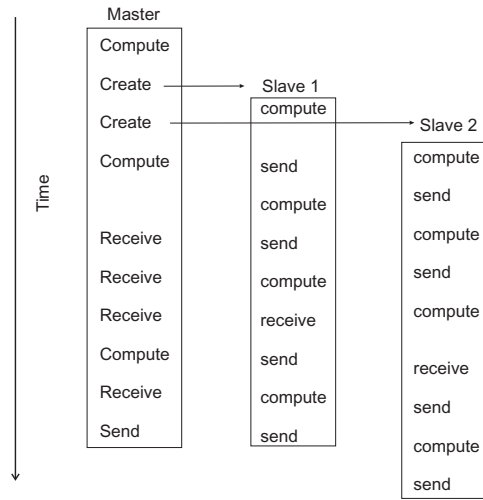 Master
Compute
Create
Create
Compute
Receive
Receive
Receive
Compute
Receive
Send
Slave 1
compute
send
compute
send
compute
receive
send
compute
send
Slave 2
compute
send
compute
send
compute
receive
send
compute
send
Time